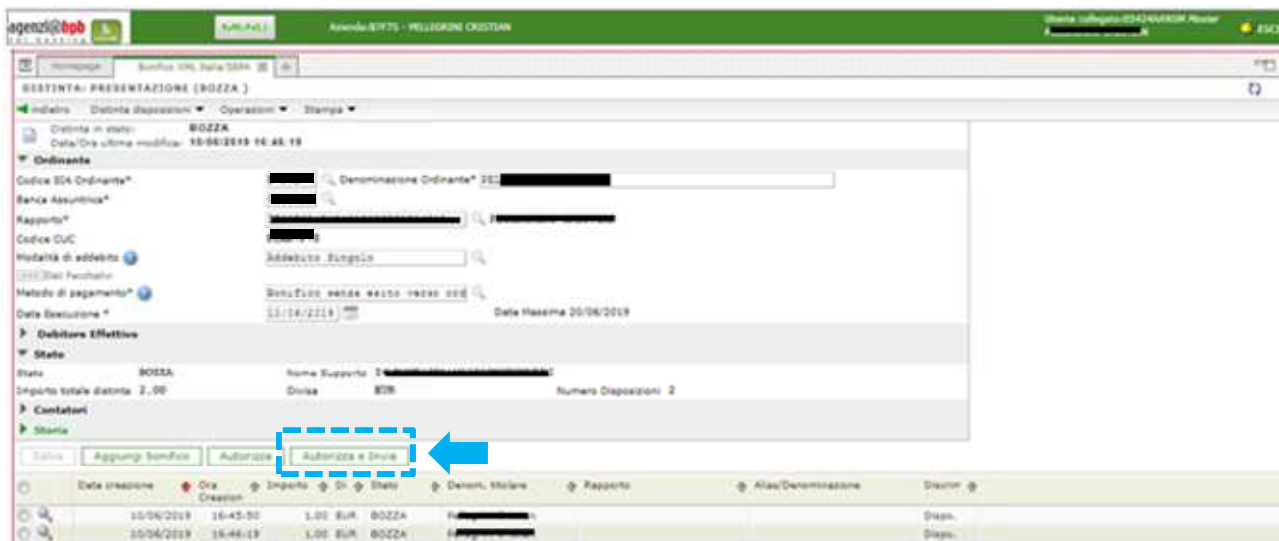 agenzi@bpb
MENU Azienda:B7F75 - PELLEGRINI CRISTIAN
Homepage Bonifico XML Italia/SEPA
DISTINTA: PRESENTAZIONE (BOZZA )
Indietro Distinta disposizioni Operazioni Stampa
Distinta in stato: BOZZA
Data/Ora ultima modifica: 10/06/2019 16:46:19
Ordinante
Codice SIA Ordinante* Denominazione Ordinante*
Banca Assuntrice*
Rapporto*
Codice CUC
Modalità di addebito Addebito Singolo
Dati Facoltativi
Metodo di pagamento* Bonifico senza esito verso ord
Data Esecuzione * Data Massima 20/06/2019
Debitore Effettivo
Stato
Stato BOZZA Nome Supporto
Importo totale distinta 2,00 Divisa EUR Numero Disposizioni 2
Contatori
Storia
Salva Aggiungi bonifico Autorizza Autorizza e Invia
Data creazione Ora Creazion Importo Di Stato Denom. titolare Rapporto Alias/Denominazione Discrim
10/06/2019 16:45:50 1,00 EUR BOZZA Dispo.
10/06/2019 16:46:19 1,00 EUR BOZZA Dispo.